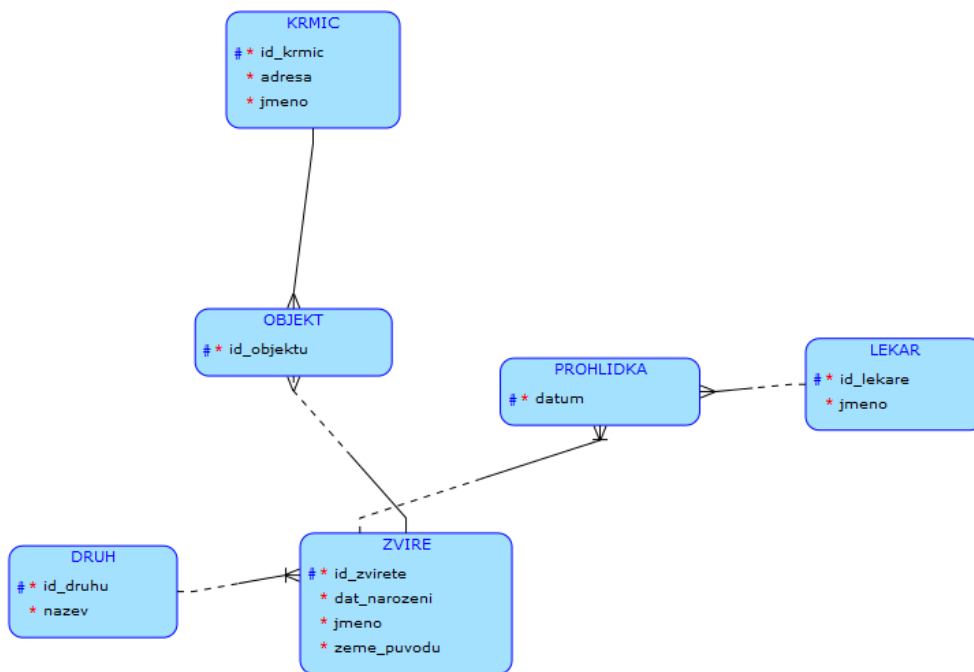 KRMIC
# * id_krmic
* adresa
* jmeno
OBJEKT
# * id_objektu
PROHLIDKA
# * datum
LEKAR
# * id_lekare
* jmeno
DRUH
# * id_druhu
* nazev
ZVIRE
# * id_zvirete
* dat_narozeni
* jmeno
* zeme_puvodu